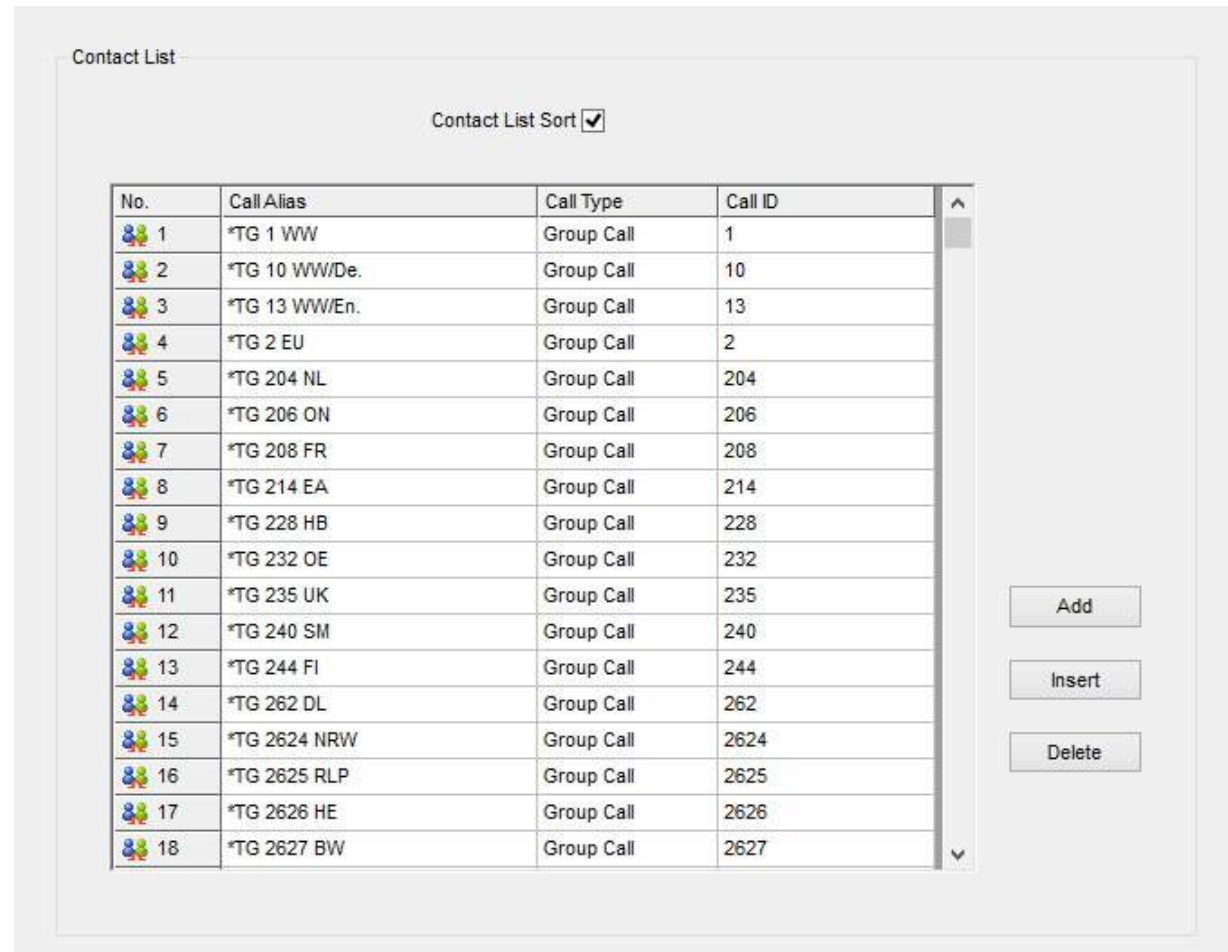 Contact List
Contact List Sort
No. Call Alias Call Type Call ID
1 *TG 1 WW Group Call 1
2 *TG 10 WW/De. Group Call 10
3 *TG 13 WW/En. Group Call 13
4 *TG 2 EU Group Call 2
5 *TG 204 NL Group Call 204
6 *TG 206 ON Group Call 206
7 *TG 208 FR Group Call 208
8 *TG 214 EA Group Call 214
9 *TG 228 HB Group Call 228
10 *TG 232 OE Group Call 232
11 *TG 235 UK Group Call 235
Add
12 *TG 240 SM Group Call 240
13 *TG 244 FI Group Call 244
Insert
14 *TG 262 DL Group Call 262
15 *TG 2624 NRW Group Call 2624
Delete
16 *TG 2625 RLP Group Call 2625
17 *TG 2626 HE Group Call 2626
18 *TG 2627 BW Group Call 2627